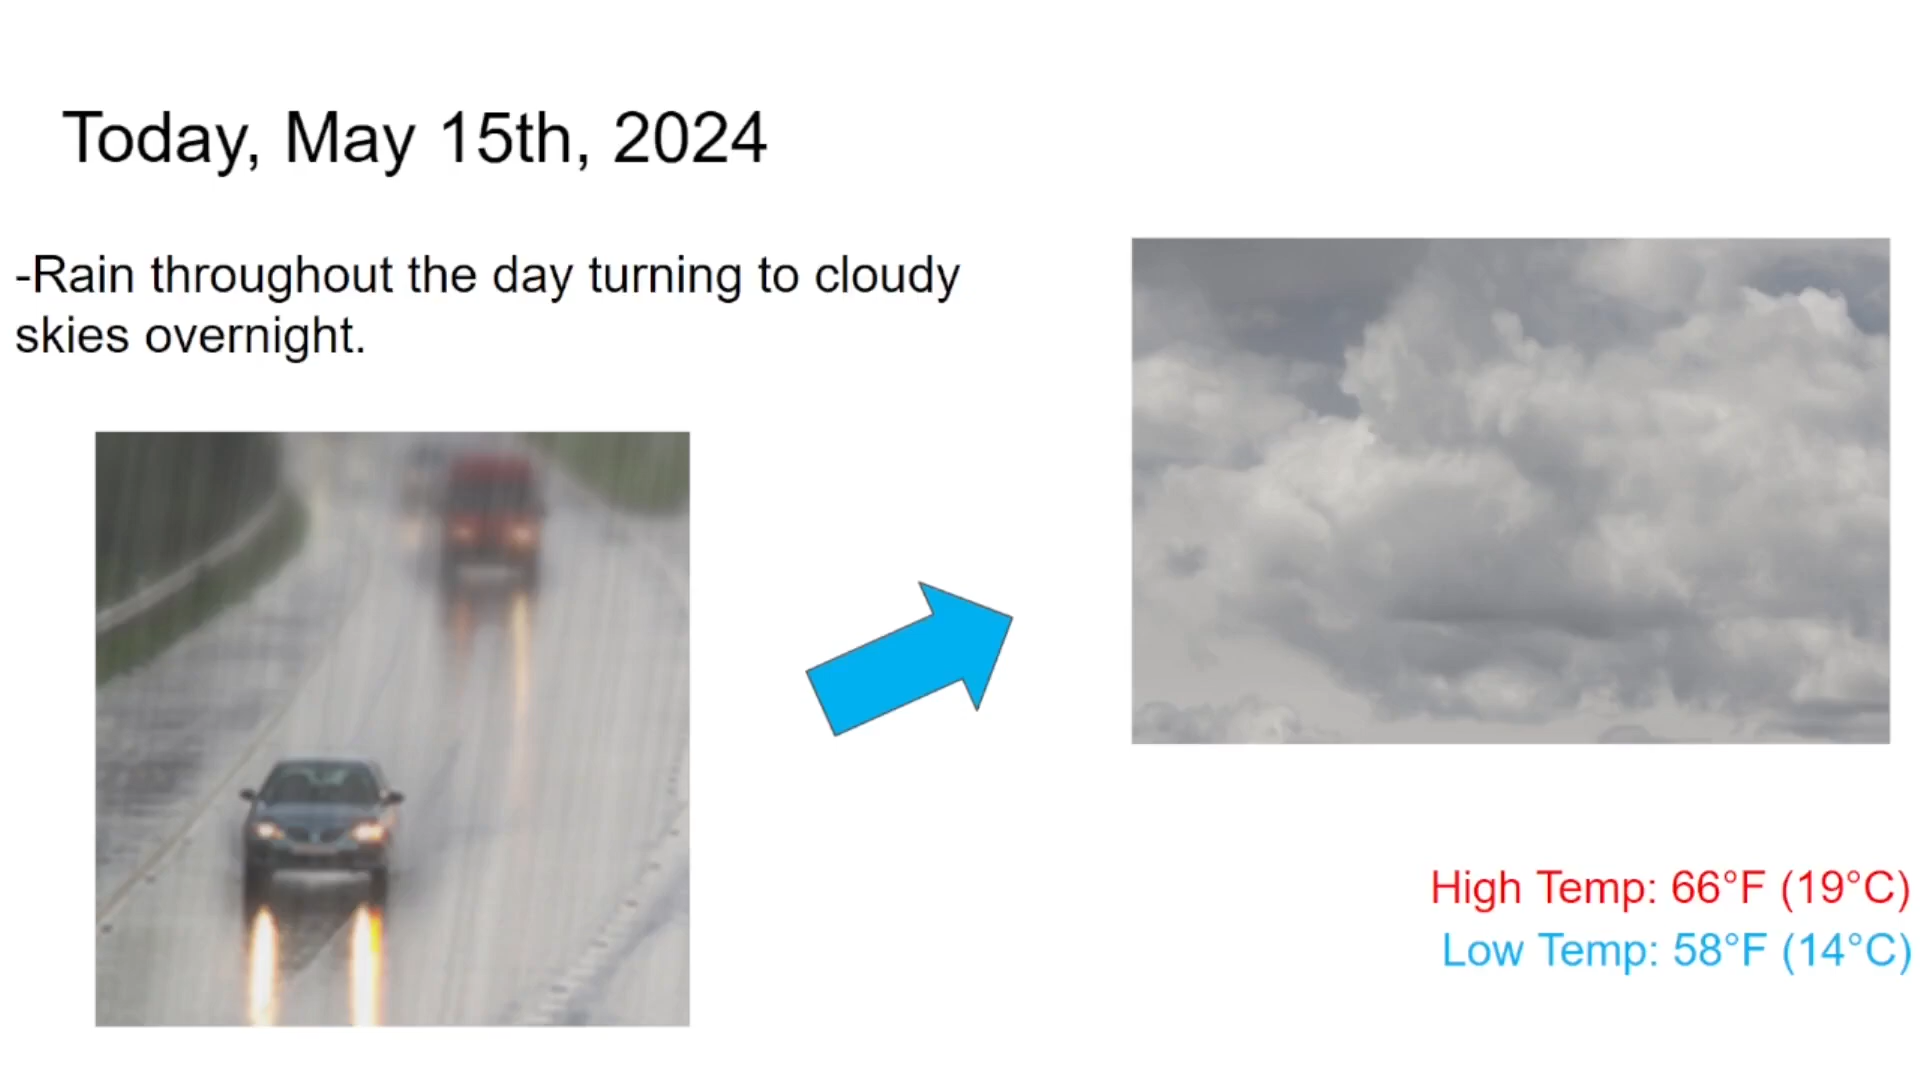 Today, May 15th, 2024
-Rain throughout the day turning to cloudy
skies overnight.
High Temp: 66°F (19°C)
Low Temp: 58°F (14°C)